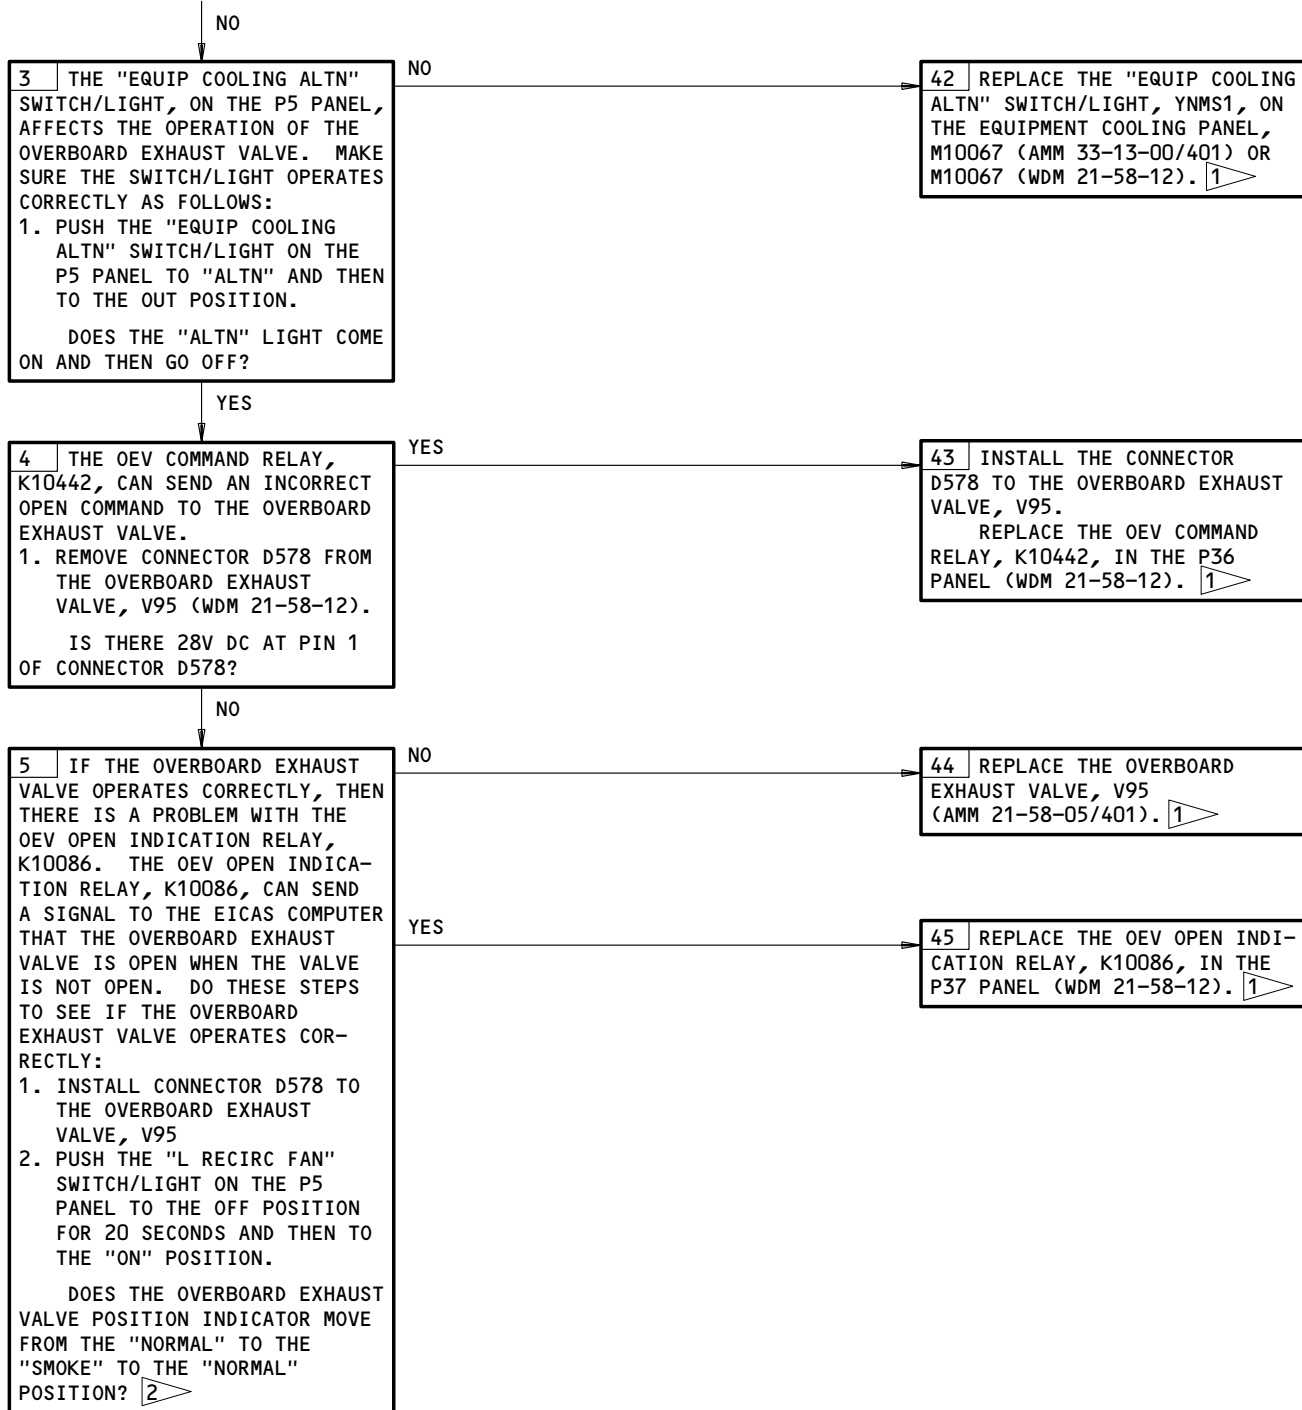 NO
3 THE "EQUIP COOLING ALTN"
SWITCH/LIGHT, ON THE P5 PANEL,
AFFECTS THE OPERATION OF THE
OVERBOARD EXHAUST VALVE. MAKE
SURE THE SWITCH/LIGHT OPERATES
CORRECTLY AS FOLLOWS:
1. PUSH THE "EQUIP COOLING
ALTN" SWITCH/LIGHT ON THE
P5 PANEL TO "ALTN" AND THEN
TO THE OUT POSITION.
DOES THE "ALTN" LIGHT COME
ON AND THEN GO OFF?
NO
42 REPLACE THE "EQUIP COOLING
ALTN" SWITCH/LIGHT, YNMS1, ON
THE EQUIPMENT COOLING PANEL,
M10067 (AMM 33-13-00/401) OR
M10067 (WDM 21-58-12). 1
YES
4 THE OEV COMMAND RELAY,
K10442, CAN SEND AN INCORRECT
OPEN COMMAND TO THE OVERBOARD
EXHAUST VALVE.
1. REMOVE CONNECTOR D578 FROM
THE OVERBOARD EXHAUST
VALVE, V95 (WDM 21-58-12).
IS THERE 28V DC AT PIN 1
OF CONNECTOR D578?
YES
43 INSTALL THE CONNECTOR
D578 TO THE OVERBOARD EXHAUST
VALVE, V95.
REPLACE THE OEV COMMAND
RELAY, K10442, IN THE P36
PANEL (WDM 21-58-12). 1
NO
5 IF THE OVERBOARD EXHAUST
VALVE OPERATES CORRECTLY, THEN
THERE IS A PROBLEM WITH THE
OEV OPEN INDICATION RELAY,
K10086. THE OEV OPEN INDICA-
TION RELAY, K10086, CAN SEND
A SIGNAL TO THE EICAS COMPUTER
THAT THE OVERBOARD EXHAUST
VALVE IS OPEN WHEN THE VALVE
IS NOT OPEN. DO THESE STEPS
TO SEE IF THE OVERBOARD
EXHAUST VALVE OPERATES COR-
RECTLY:
1. INSTALL CONNECTOR D578 TO
THE OVERBOARD EXHAUST
VALVE, V95
2. PUSH THE "L RECIRC FAN"
SWITCH/LIGHT ON THE P5
PANEL TO THE OFF POSITION
FOR 20 SECONDS AND THEN TO
THE "ON" POSITION.
DOES THE OVERBOARD EXHAUST
VALVE POSITION INDICATOR MOVE
FROM THE "NORMAL" TO THE
"SMOKE" TO THE "NORMAL"
POSITION? 2
NO
44 REPLACE THE OVERBOARD
EXHAUST VALVE, V95
(AMM 21-58-05/401). 1
YES
45 REPLACE THE OEV OPEN INDI-
CATION RELAY, K10086, IN THE
P37 PANEL (WDM 21-58-12). 1